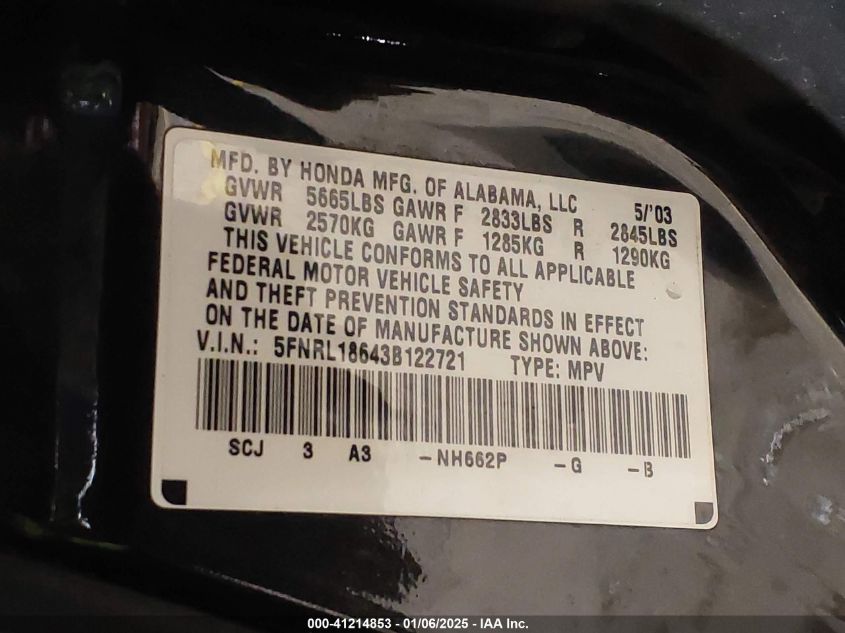 MFD. BY HONDA MFG. OF ALABAMA, LLC 5/'03
GVWR 5665LBS GAWR F 2833LBS R 2845LBS
GVWR 2570KG GAWR F 1285KG R 1290KG
THIS VEHICLE CONFORMS TO ALL APPLICABLE
FEDERAL MOTOR VEHICLE SAFETY
AND THEFT PREVENTION STANDARDS IN EFFECT
ON THE DATE OF MANUFACTURE SHOWN ABOVE:
V.I.N.: 5FNRL18643B122721 TYPE: MPV
SCJ 3 A3 -NH662P -G -B
000-41214853 - 01/06/2025 - IAA Inc.